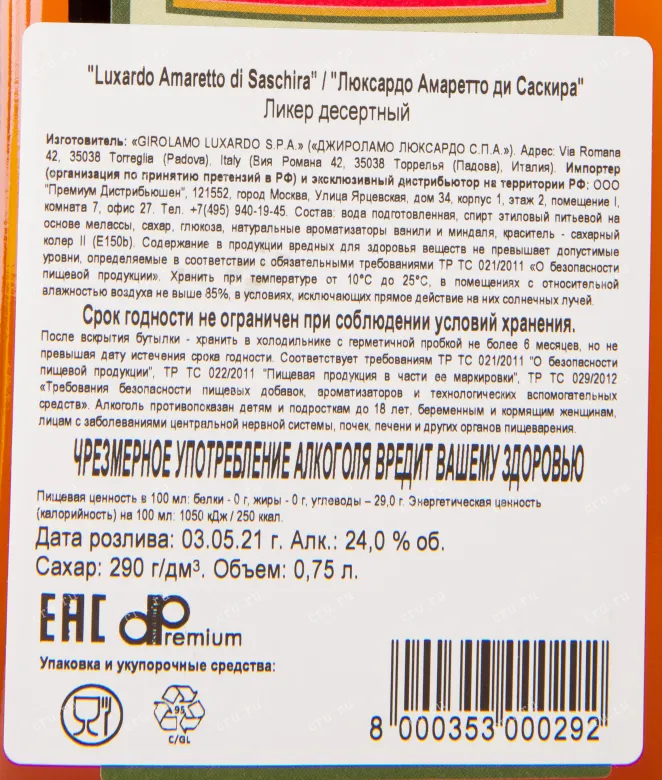 "Luxardo Amaretto di Saschira" / "Люксардо Амаретто ди Саскира"
Ликер десертный
Изготовитель: «GIROLAMO LUXARDO S.P.A.» («ДЖИРОЛАМО ЛЮКСАРДО С.П.А.»). Адрес: Via Romana
42, 35038 Torreglia (Padova), Italy (Вия Романа 42, 35038 Торрелья (Падова), Италия). Импортер
(организация по принятию претензий в РФ) и эксклюзивный дистрибьютор на территории РФ: ООО
"Премиум Дистрибьюшен", 121552, город Москва, Улица Ярцевская, дом 34, корпус 1, этаж 2, помещение I,
комната 7, офис 27. Тел. +7(495) 940-19-45. Состав: вода подготовленная, спирт этиловый питьевой на
основе мелассы, сахар, глюкоза, натуральные ароматизаторы ванили и миндаля, краситель - сахарный
колер II (E150b). Содержание в продукции вредных для здоровья веществ не превышает допустимые
уровни, определяемые в соответствии с обязательными требованиями ТР ТС 021/2011 «О безопасности
пищевой продукции». Хранить при температуре от 10°С до 25°С, в помещениях с относительной
влажностью воздуха не выше 85%, в условиях, исключающих прямое действие на них солнечных лучей.
Срок годности не ограничен при соблюдении условий хранения.
После вскрытия бутылки - хранить в холодильнике с герметичной пробкой не более 6 месяцев, но не
превышая дату истечения срока годности. Соответствует требованиям ТР ТС 021/2011 "О безопасности
пищевой продукции", ТР ТС 022/2011 "Пищевая продукция в части ее маркировки", ТР ТС 029/2012
«Требования безопасности пищевых добавок, ароматизаторов и технологических вспомогательных
средств». Алкоголь противопоказан детям и подросткам до 18 лет, беременным и кормящим женщинам,
лицам с заболеваниями центральной нервной системы, почек, печени и других органов пищеварения.
ЧРЕЗМЕРНОЕ УПОТРЕБЛЕНИЕ АЛКОГОЛЯ ВРЕДИТ ВАШЕМУ ЗДОРОВЬЮ
Пищевая ценность в 100 мл: белки - 0 г, жиры - 0 г, углеводы – 29,0 г. Энергетическая ценность
(калорийность) на 100 мл: 1050 кДж / 250 ккал.
Дата розлива: 03.05.21 г. Алк.: 24,0 % об.
Сахар: 290 г/дм³. Объем: 0,75 л.
EAC dPremium
Упаковка и укупорочные средства:
95
C/GL
8 000353 000292